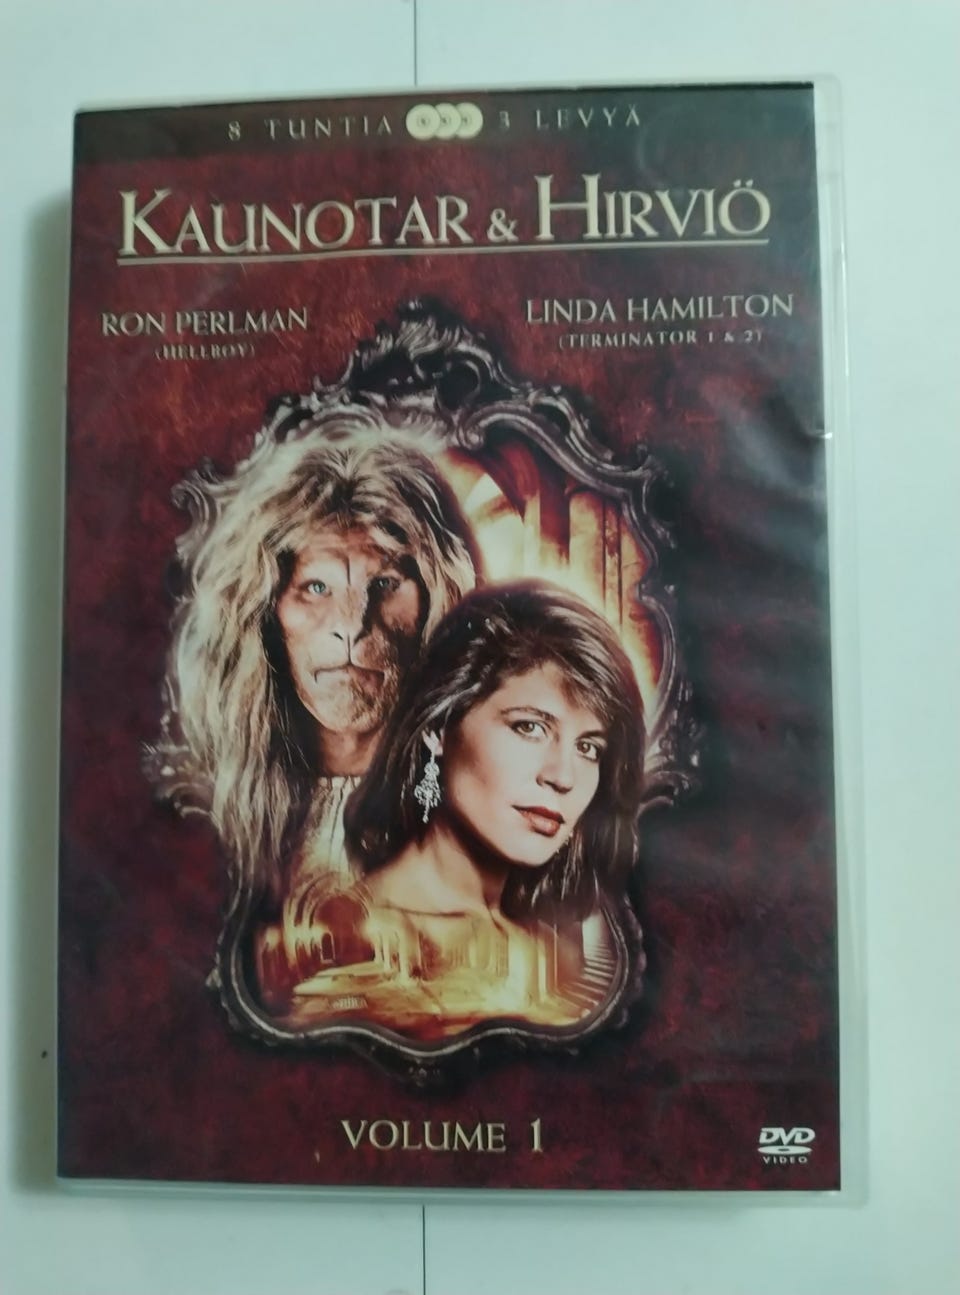 8 TUNTIA 3 LEVYÄ
KAUNOTAR & HIRVIÖ
RON PERLMAN
(HELLBOY)
LINDA HAMILTON
(TERMINATOR 1 & 2)
VOLUME 1
DVD
VIDEO